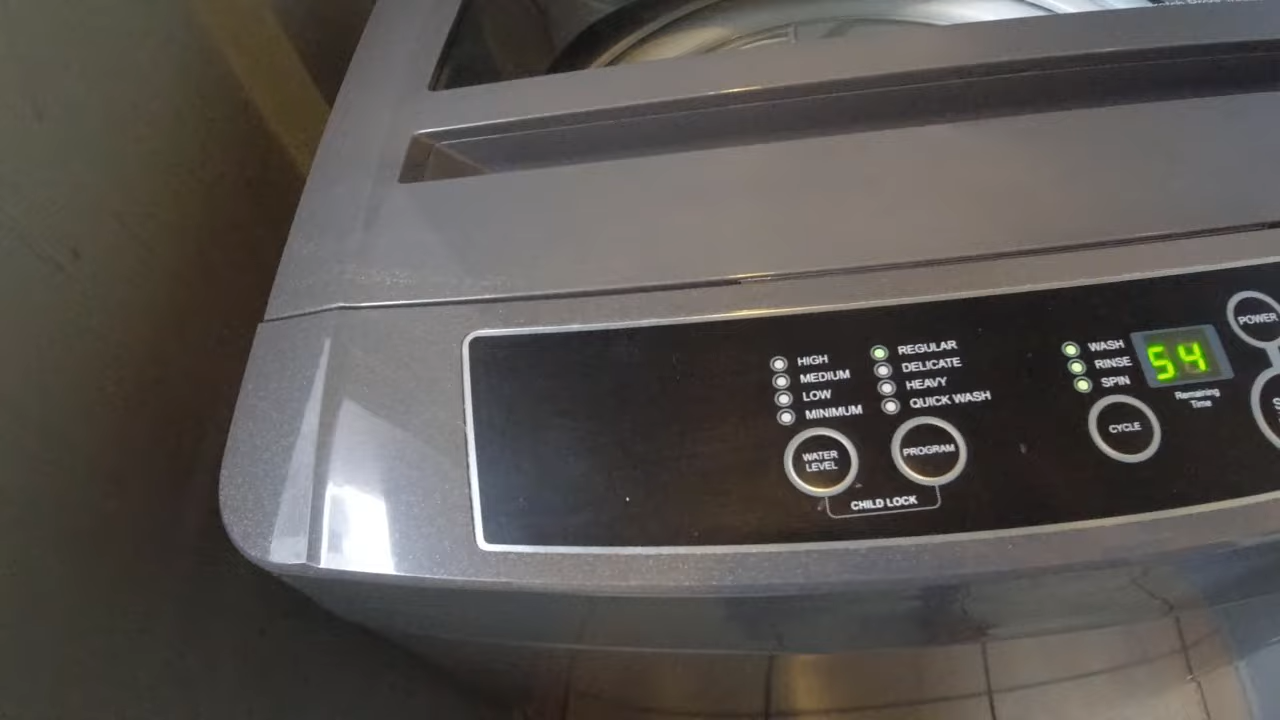 HIGH
MEDIUM
LOW
MINIMUM
WATER
LEVEL
REGULAR
DELICATE
HEAVY
QUICK WASH
PROGRAM
CHILD LOCK
WASH
RINSE
SPIN
CYCLE
54
Remaining
Time
POWER